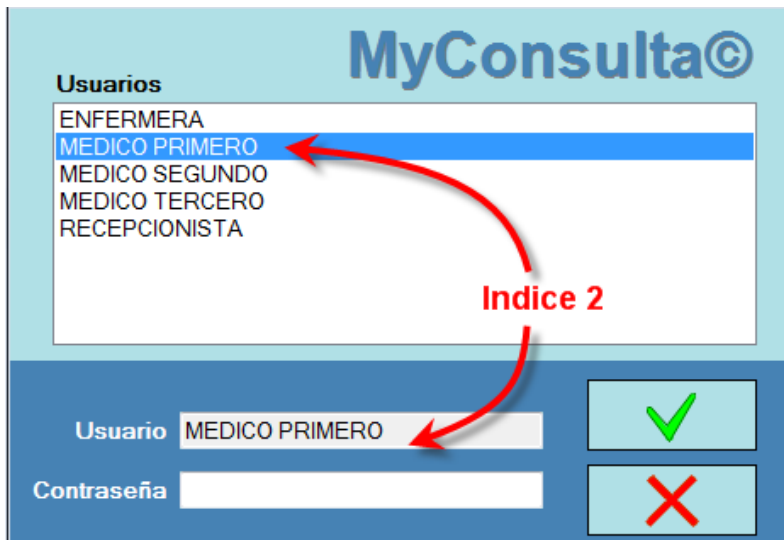 MyConsulta©
Usuarios
ENFERMERA
MEDICO PRIMERO
MEDICO SEGUNDO
MEDICO TERCERO
RECEPCIONISTA
Indice 2
Usuario MEDICO PRIMERO
Contraseña